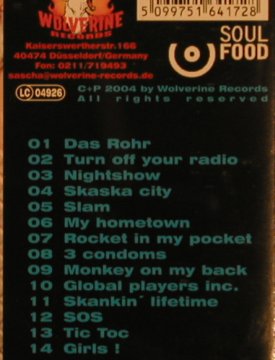 WOLVERINE
RECORDS
Kaiserswertherstr.166
40474 Düsseldorf/Germany
Fon: 0211/719493
sascha@wolverine-records.de
5 099751 641728
SOUL
FOOD
LC 04926
C+P 2004 by Wolverine Records
All rights reserved
01 Das Rohr
02 Turn off your radio
03 Nightshow
04 Skaska city
05 Slam
06 My hometown
07 Rocket in my pocket
08 3 condoms
09 Monkey on my back
10 Global players inc.
11 Skankin´ lifetime
12 SOS
13 Tic Toc
14 Girls !